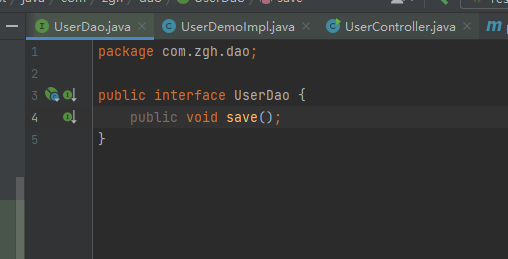 java com zgh dao UserDao save
UserDao.java UserDemoImpl.java UserController.java
1 package com.zgh.dao;
2
3 public interface UserDao {
4 public void save();
5 }